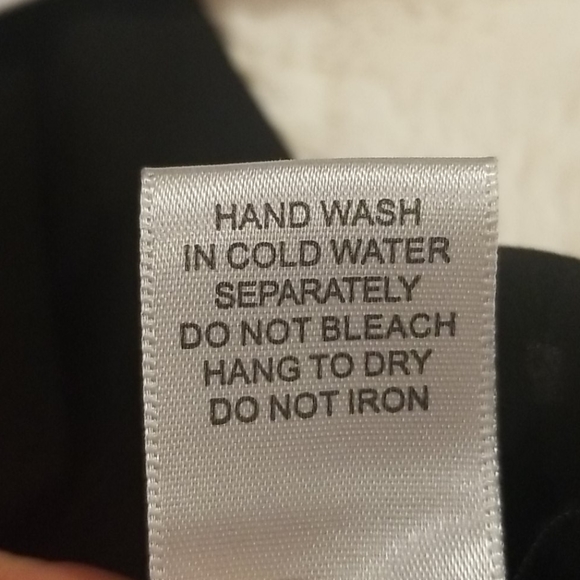 HAND WASH
IN COLD WATER
SEPARATELY
DO NOT BLEACH
HANG TO DRY
DO NOT IRON